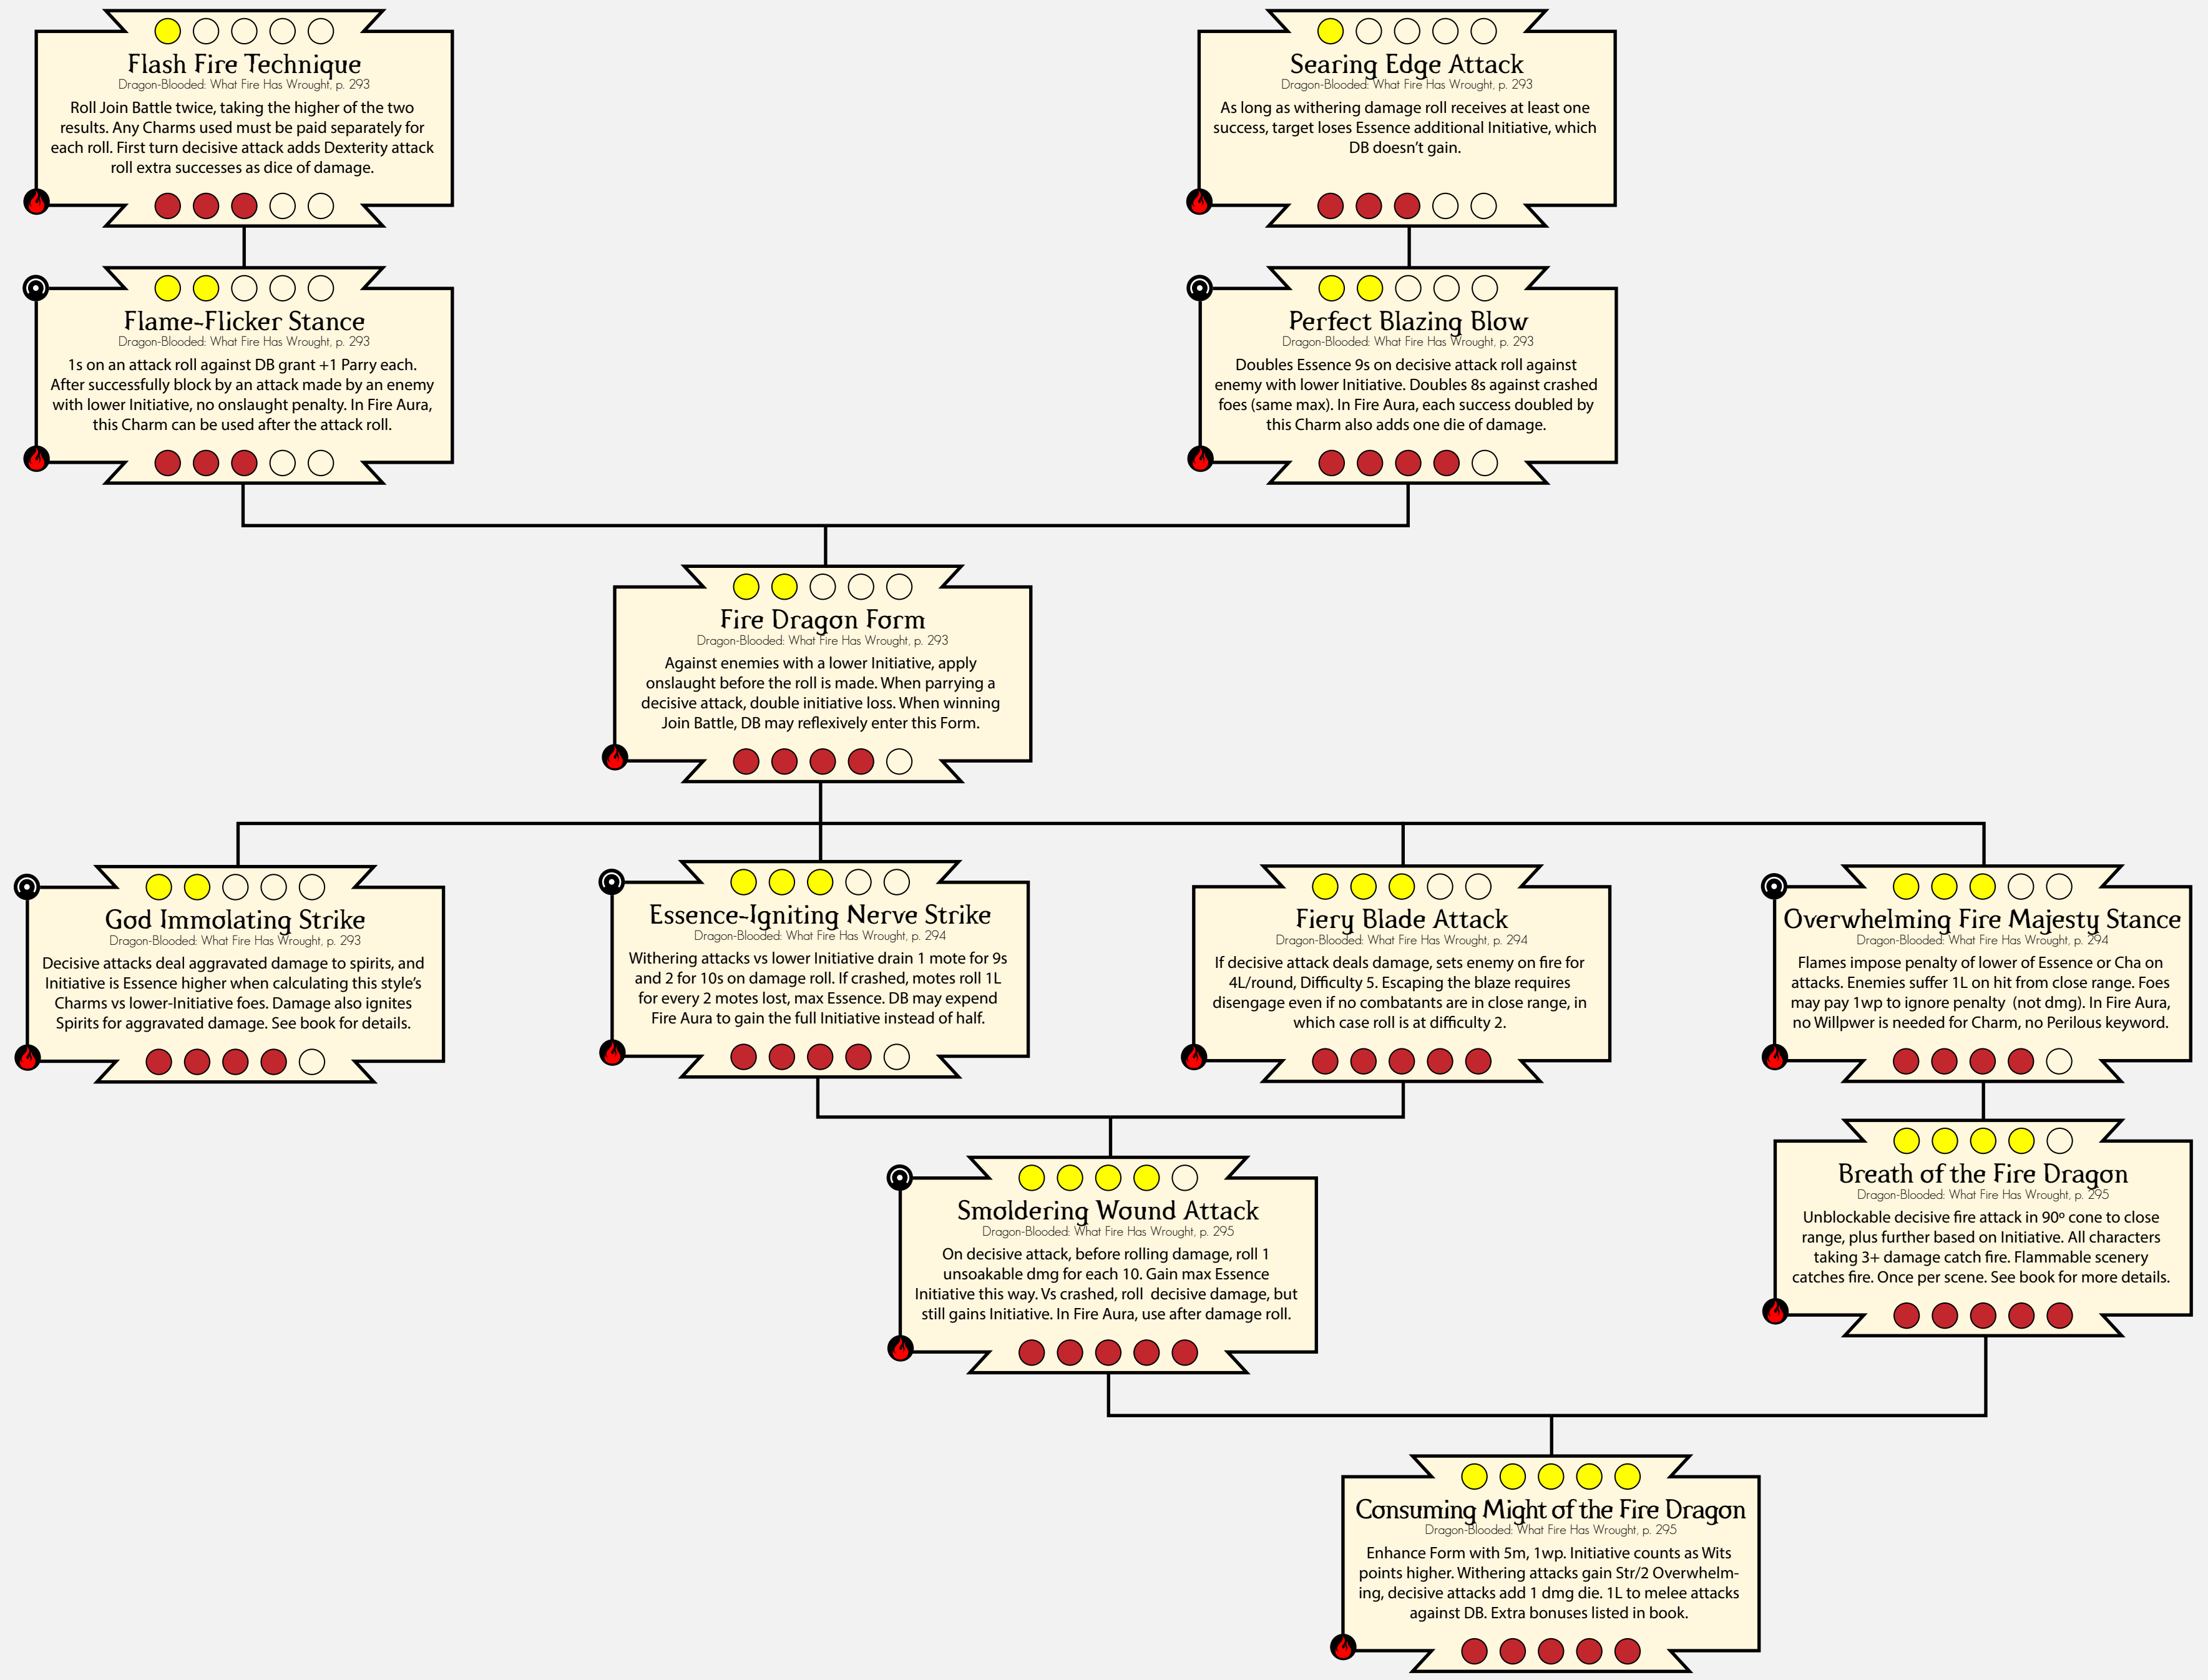 Flash Fire Technique
Dragon-Blooded: What Fire Has Wrought, p. 293
Roll Join Battle twice, taking the higher of the two
results. Any Charms used must be paid separately for
each roll. First turn decisive attack adds Dexterity attack
roll extra successes as dice of damage.
Searing Edge Attack
Dragon-Blooded: What Fire Has Wrought, p. 293
As long as withering damage roll receives at least one
success, target loses Essence additional Initiative, which
DB doesn't gain.
Flame-Flicker Stance
Dragon-Blooded: What Fire Has Wrought, p. 293
1s on an attack roll against DB grant +1 Parry each.
After successfully block by an attack made by an enemy
with lower Initiative, no onslaught penalty. In Fire Aura,
this Charm can be used after the attack roll.
Perfect Blazing Blow
Dragon-Blooded: What Fire Has Wrought, p. 293
Doubles Essence 9s on decisive attack roll against
enemy with lower Initiative. Doubles 8s against crashed
foes (same max). In Fire Aura, each success doubled by
this Charm also adds one die of damage.
Fire Dragon Form
Dragon-Blooded: What Fire Has Wrought, p. 293
Against enemies with a lower Initiative, apply
onslaught before the roll is made. When parrying a
decisive attack, double initiative loss. When winning
Join Battle, DB may reflexively enter this Form.
God Immolating Strike
Dragon-Blooded: What Fire Has Wrought, p. 293
Decisive attacks deal aggravated damage to spirits, and
Initiative is Essence higher when calculating this style's
Charms vs lower-Initiative foes. Damage also ignites
Spirits for aggravated damage. See book for details.
Essence-Igniting Nerve Strike
Dragon-Blooded: What Fire Has Wrought, p. 294
Withering attacks vs lower Initiative drain 1 mote for 9s
and 2 for 10s on damage roll. If crashed, motes roll 1L
for every 2 motes lost, max Essence. DB may expend
Fire Aura to gain the full Initiative instead of half.
Fiery Blade Attack
Dragon-Blooded: What Fire Has Wrought, p. 294
If decisive attack deals damage, sets enemy on fire for
4L/round, Difficulty 5. Escaping the blaze requires
disengage even if no combatants are in close range, in
which case roll is at difficulty 2.
Overwhelming Fire Majesty Stance
Dragon-Blooded: What Fire Has Wrought, p. 294
Flames impose penalty of lower of Essence or Cha on
attacks. Enemies suffer 1L on hit from close range. Foes
may pay 1wp to ignore penalty (not dmg). In Fire Aura,
no Willpwer is needed for Charm, no Perilous keyword.
Smoldering Wound Attack
Dragon-Blooded: What Fire Has Wrought, p. 295
On decisive attack, before rolling damage, roll 1
unsoakable dmg for each 10. Gain max Essence
Initiative this way. Vs crashed, roll decisive damage, but
still gains Initiative. In Fire Aura, use after damage roll.
Breath of the Fire Dragon
Dragon-Blooded: What Fire Has Wrought, p. 295
Unblockable decisive fire attack in 90º cone to close
range, plus further based on Initiative. All characters
taking 3+ damage catch fire. Flammable scenery
catches fire. Once per scene. See book for more details.
Consuming Might of the Fire Dragon
Dragon-Blooded: What Fire Has Wrought, p. 295
Enhance Form with 5m, 1wp. Initiative counts as Wits
points higher. Withering attacks gain Str/2 Overwhelm-
ing, decisive attacks add 1 dmg die. 1L to melee attacks
against DB. Extra bonuses listed in book.